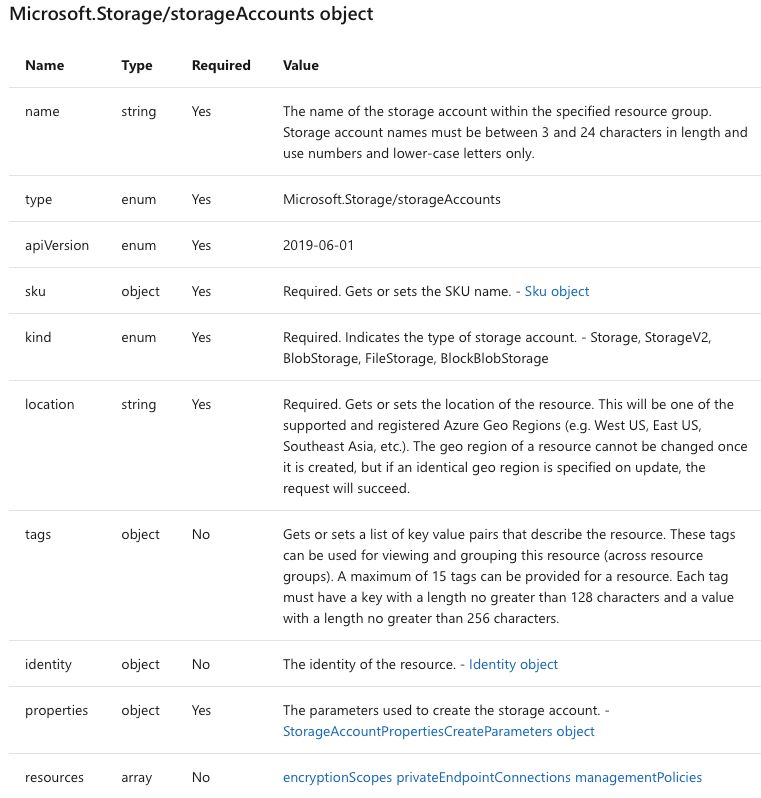 Microsoft.Storage/storageAccounts object
Name Type Required Value
name string Yes The name of the storage account within the specified resource group.
Storage account names must be between 3 and 24 characters in length and
use numbers and lower-case letters only.
type enum Yes Microsoft.Storage/storageAccounts
apiVersion enum Yes 2019-06-01
sku object Yes Required. Gets or sets the SKU name. - Sku object
kind enum Yes Required. Indicates the type of storage account. - Storage, StorageV2,
BlobStorage, FileStorage, BlockBlobStorage
location string Yes Required. Gets or sets the location of the resource. This will be one of the
supported and registered Azure Geo Regions (e.g. West US, East US,
Southeast Asia, etc.). The geo region of a resource cannot be changed once
it is created, but if an identical geo region is specified on update, the
request will succeed.
tags object No Gets or sets a list of key value pairs that describe the resource. These tags
can be used for viewing and grouping this resource (across resource
groups). A maximum of 15 tags can be provided for a resource. Each tag
must have a key with a length no greater than 128 characters and a value
with a length no greater than 256 characters.
identity object No The identity of the resource. - Identity object
properties object Yes The parameters used to create the storage account. -
StorageAccountPropertiesCreateParameters object
resources array No encryptionScopes privateEndpointConnections managementPolicies